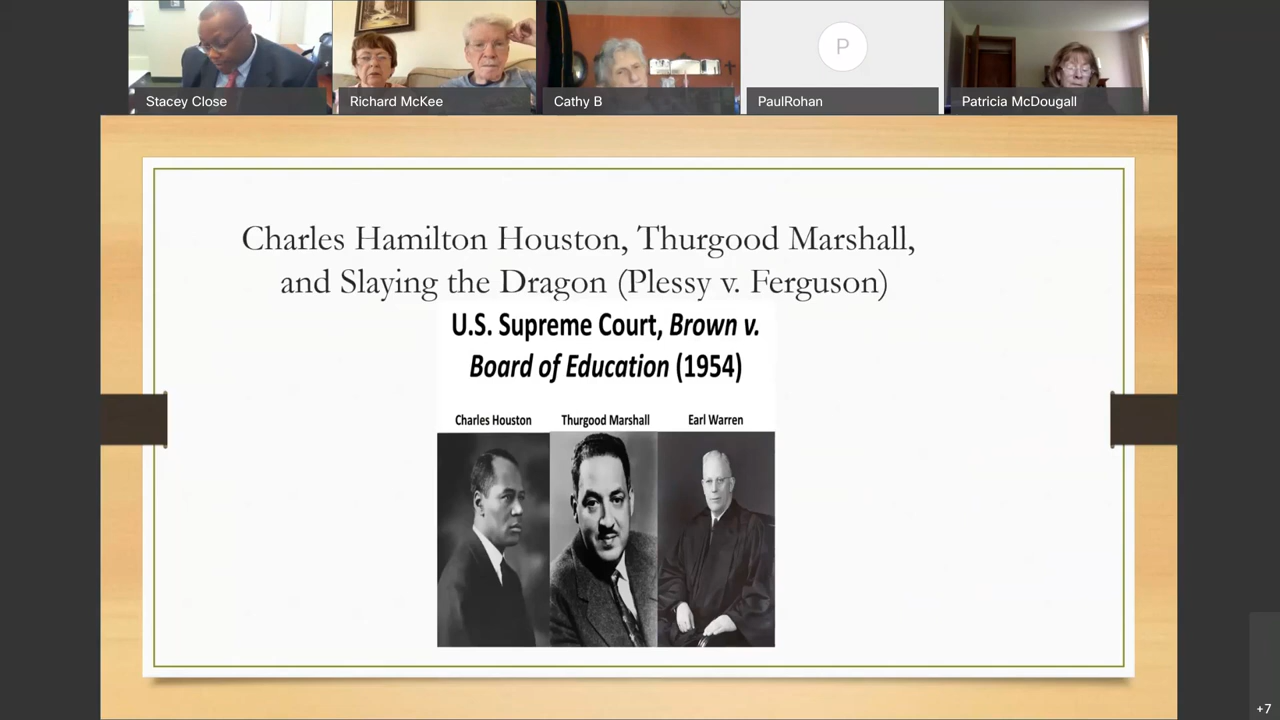 Stacey Close
Richard McKee
Cathy B
P
PaulRohan
Patricia McDougall
Charles Hamilton Houston, Thurgood Marshall,
and Slaying the Dragon (Plessy v. Ferguson)
U.S. Supreme Court, Brown v.
Board of Education (1954)
Charles Houston
Thurgood Marshall
Earl Warren
+7